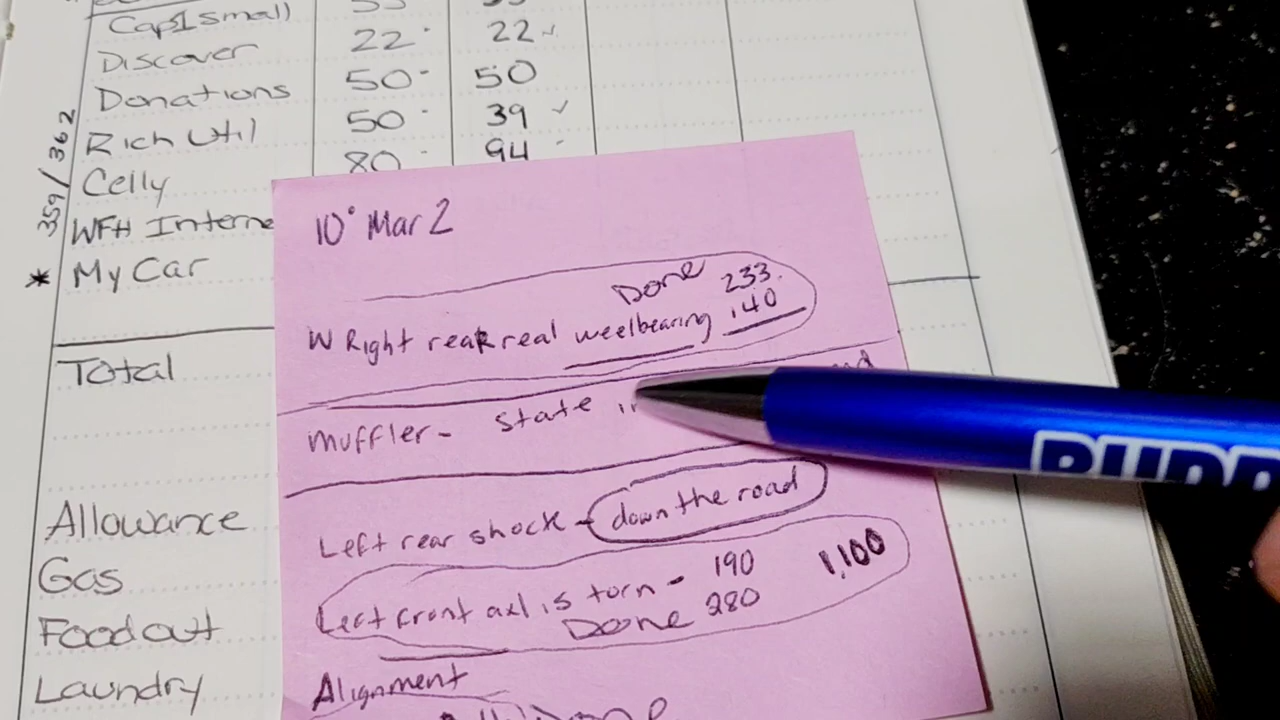 Cap1small
Discover 22 22
Donations 50 50
Rich Util 50 39
Celly 80 94
WFH Interne
* My Car
359/362
Total
Allowance
Gas
Food out
Laundry
10° Mar 2
Done 233.
W Right rear real weelbearing 140
muffler- state
Left rear shock - down the road
Left front axl is torn - 190 1,100
Done 280
Alignment
Done